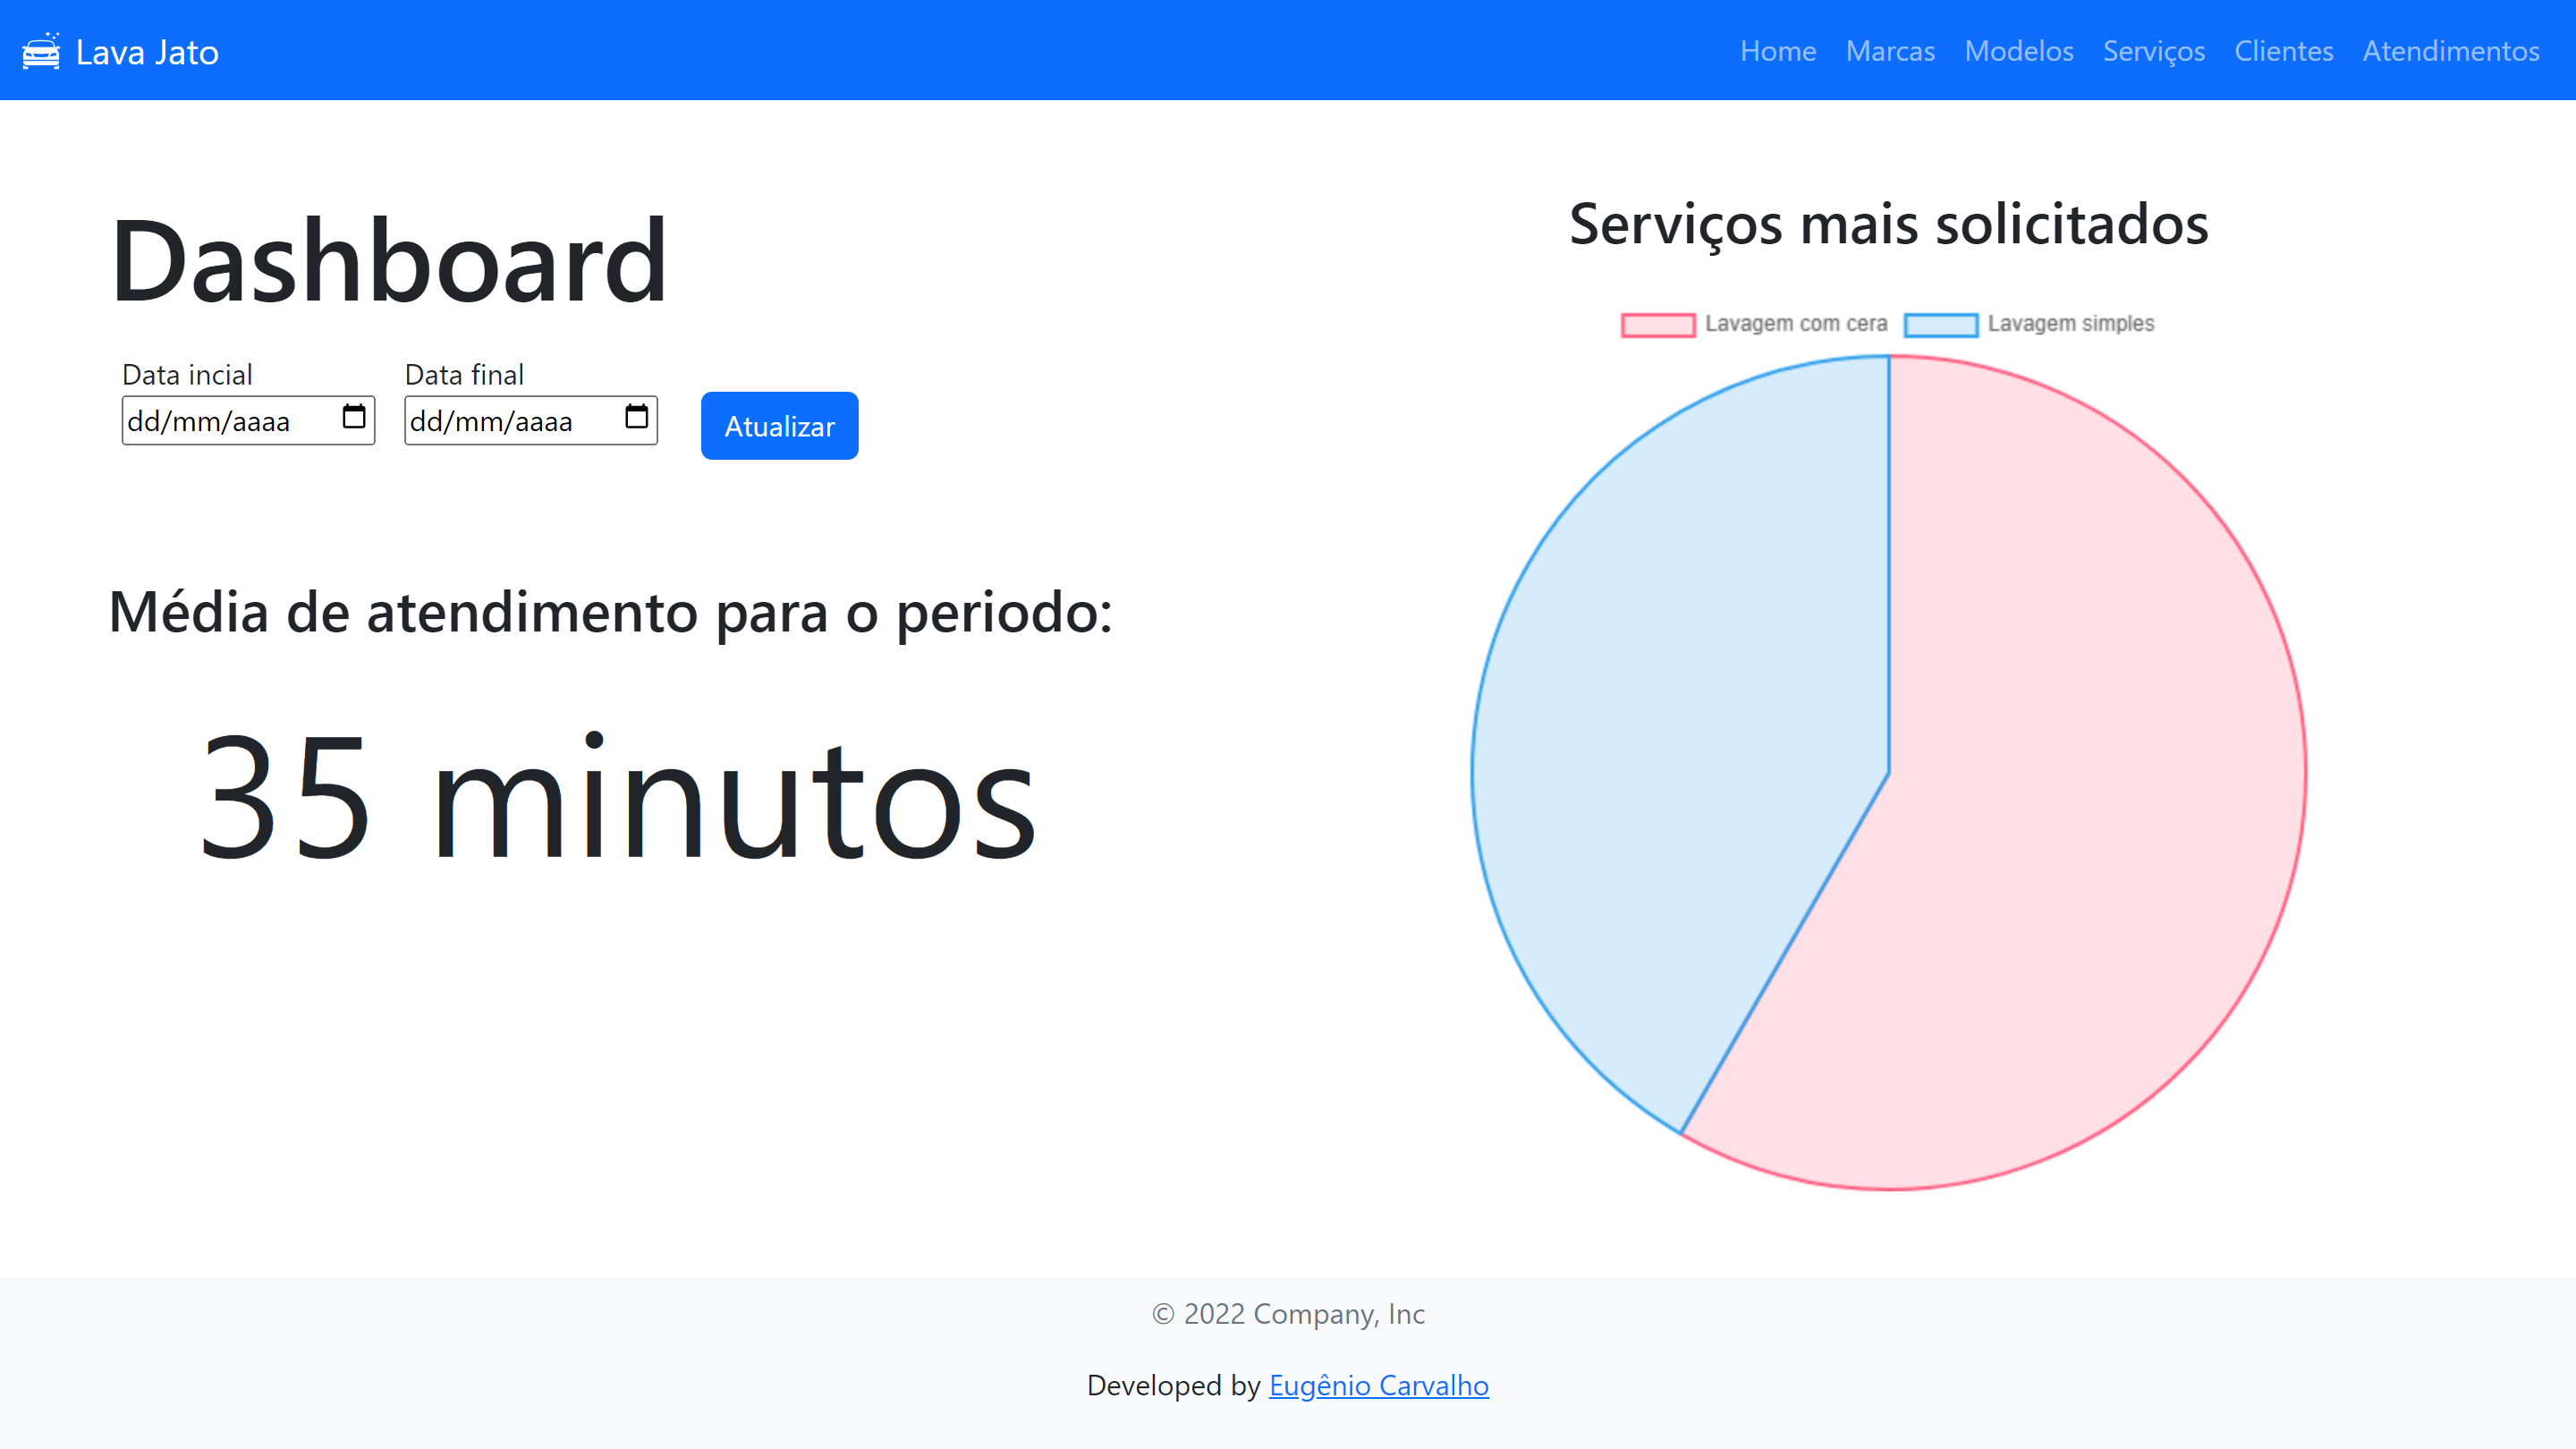 Lava Jato
Home Marcas Modelos Serviços Clientes Atendimentos
Dashboard
Data incial Data final
dd/mm/aaaa dd/mm/aaaa Atualizar
Média de atendimento para o periodo:
35 minutos
Serviços mais solicitados
Lavagem com cera Lavagem simples
© 2022 Company, Inc
Developed by Eugênio Carvalho